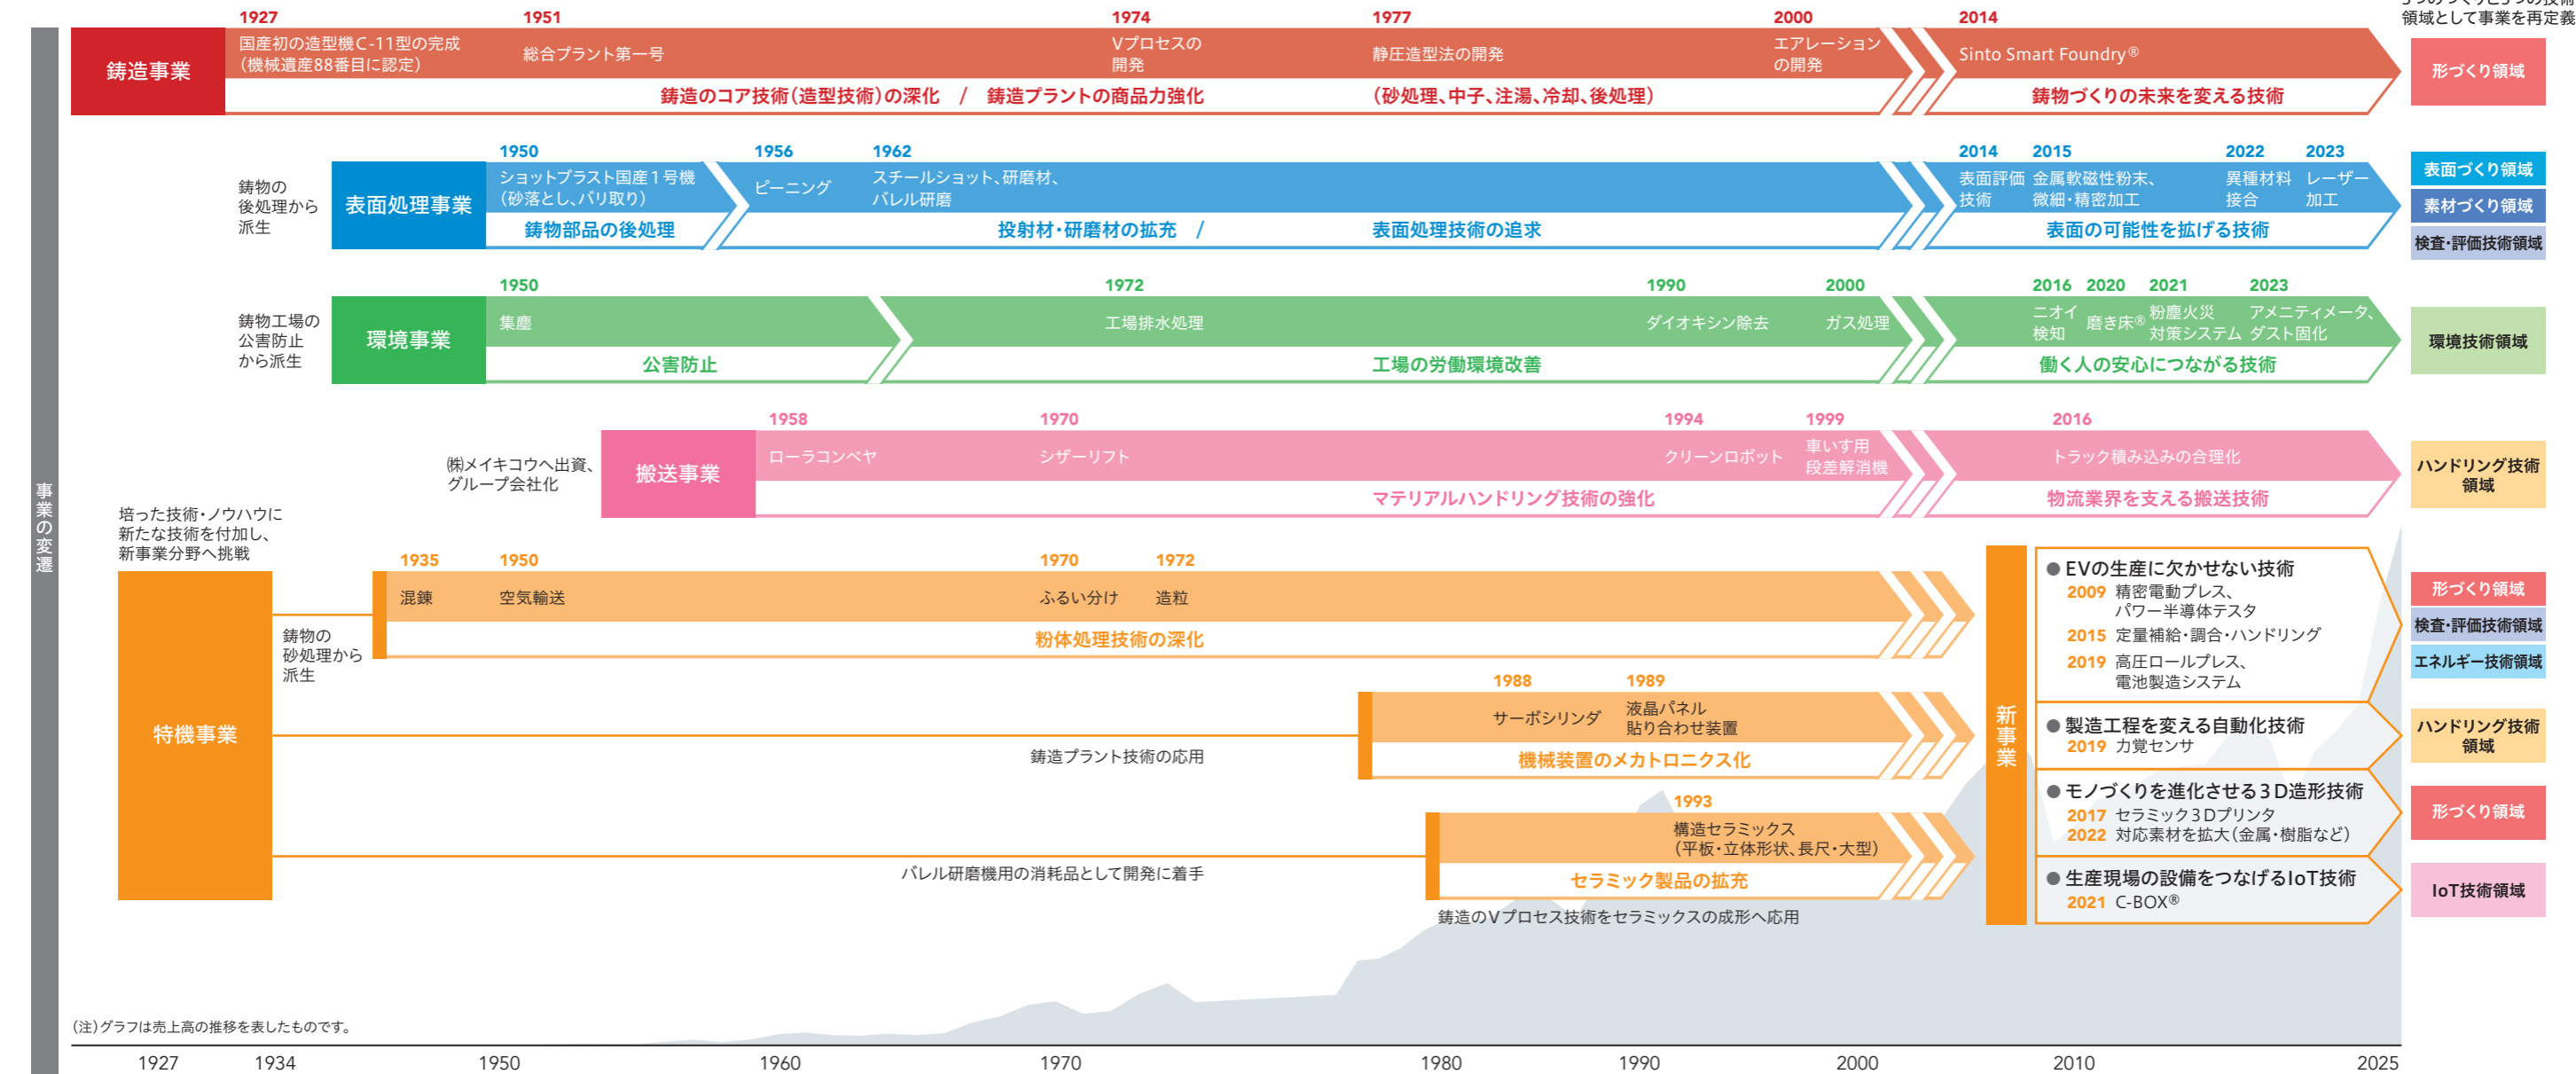 領域として事業を再定義
事業の変遷
1927
1951
1974
1977
2000
2014
鋳造事業
国産初の造型機C-11型の完成
（機械遺産88番目に認定）
総合プラント第一号
Vプロセスの
開発
静圧造型法の開発
エアレーション
の開発
Sinto Smart Foundry®
鋳造のコア技術（造型技術）の深化 / 鋳造プラントの商品力強化
（砂処理、中子、注湯、冷却、後処理）
鋳物づくりの未来を変える技術
形づくり領域
鋳物の
後処理から
派生
表面処理事業
1950
1956
1962
2014
2015
2022
2023
ショットブラスト国産1号機
（砂落とし、バリ取り）
ピーニング
スチールショット、研磨材、
バレル研磨
表面評価
技術
金属軟磁性粉末、
微細・精密加工
異種材料
接合
レーザー
加工
鋳物部品の後処理
投射材・研磨材の拡充 /
表面処理技術の追求
表面の可能性を拡げる技術
表面づくり領域
素材づくり領域
検査・評価技術領域
鋳物工場の
公害防止
から派生
環境事業
1950
1972
1990
2000
2016
2020
2021
2023
集塵
工場排水処理
ダイオキシン除去
ガス処理
ニオイ
検知
磨き床®
粉塵火災
対策システム
アメニティメータ、
ダスト固化
公害防止
工場の労働環境改善
働く人の安心につながる技術
環境技術領域
㈱メイキコウへ出資、
グループ会社化
搬送事業
1958
1970
1994
1999
2016
ローラコンベヤ
シザーリフト
クリーンロボット
車いす用
段差解消機
トラック積み込みの合理化
マテリアルハンドリング技術の強化
物流業界を支える搬送技術
ハンドリング技術
領域
培った技術・ノウハウに
新たな技術を付加し、
新事業分野へ挑戦
特機事業
鋳物の
砂処理から
派生
1935
1950
1970
1972
混錬
空気輸送
ふるい分け
造粒
粉体処理技術の深化
鋳造プラント技術の応用
1988
1989
サーボシリンダ
液晶パネル
貼り合わせ装置
機械装置のメカトロニクス化
バレル研磨機用の消耗品として開発に着手
1993
構造セラミックス
（平板・立体形状、長尺・大型）
セラミック製品の拡充
鋳造のVプロセス技術をセラミックスの成形へ応用
新事業
● EVの生産に欠かせない技術
2009 精密電動プレス、
パワー半導体テスタ
2015 定量補給・調合・ハンドリング
2019 高圧ロールプレス、
電池製造システム
形づくり領域
検査・評価技術領域
エネルギー技術領域
● 製造工程を変える自動化技術
2019 力覚センサ
ハンドリング技術
領域
● モノづくりを進化させる3D造形技術
2017 セラミック3Dプリンタ
2022 対応素材を拡大（金属・樹脂など）
形づくり領域
● 生産現場の設備をつなげるIoT技術
2021 C-BOX®
IoT技術領域
（注）グラフは売上高の推移を表したものです。
1927
1934
1950
1960
1970
1980
1990
2000
2010
2025